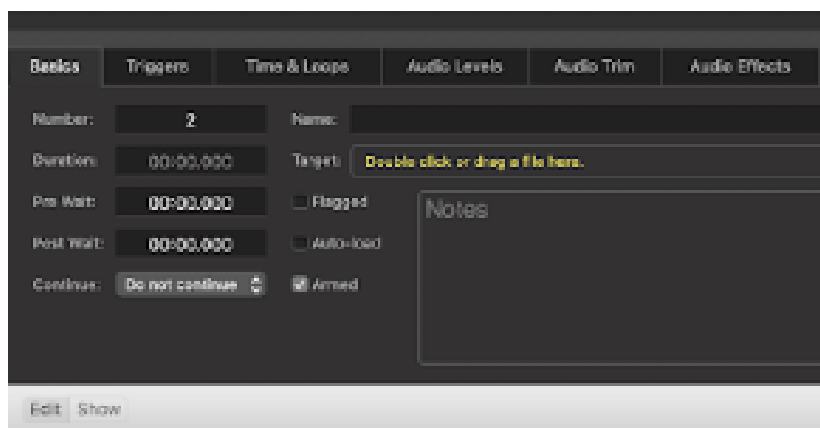 Basics Triggers Time & Loops Audio Levels Audio Trim Audio Effects
Number: 2 Name:
Duration: 00:00.000 Target: Double click or drag a file here.
Pre Wait: 00:00.000 Flagged Notes
Post Wait: 00:00.000 Auto-load
Continue: Do not continue Armed
Edit Show